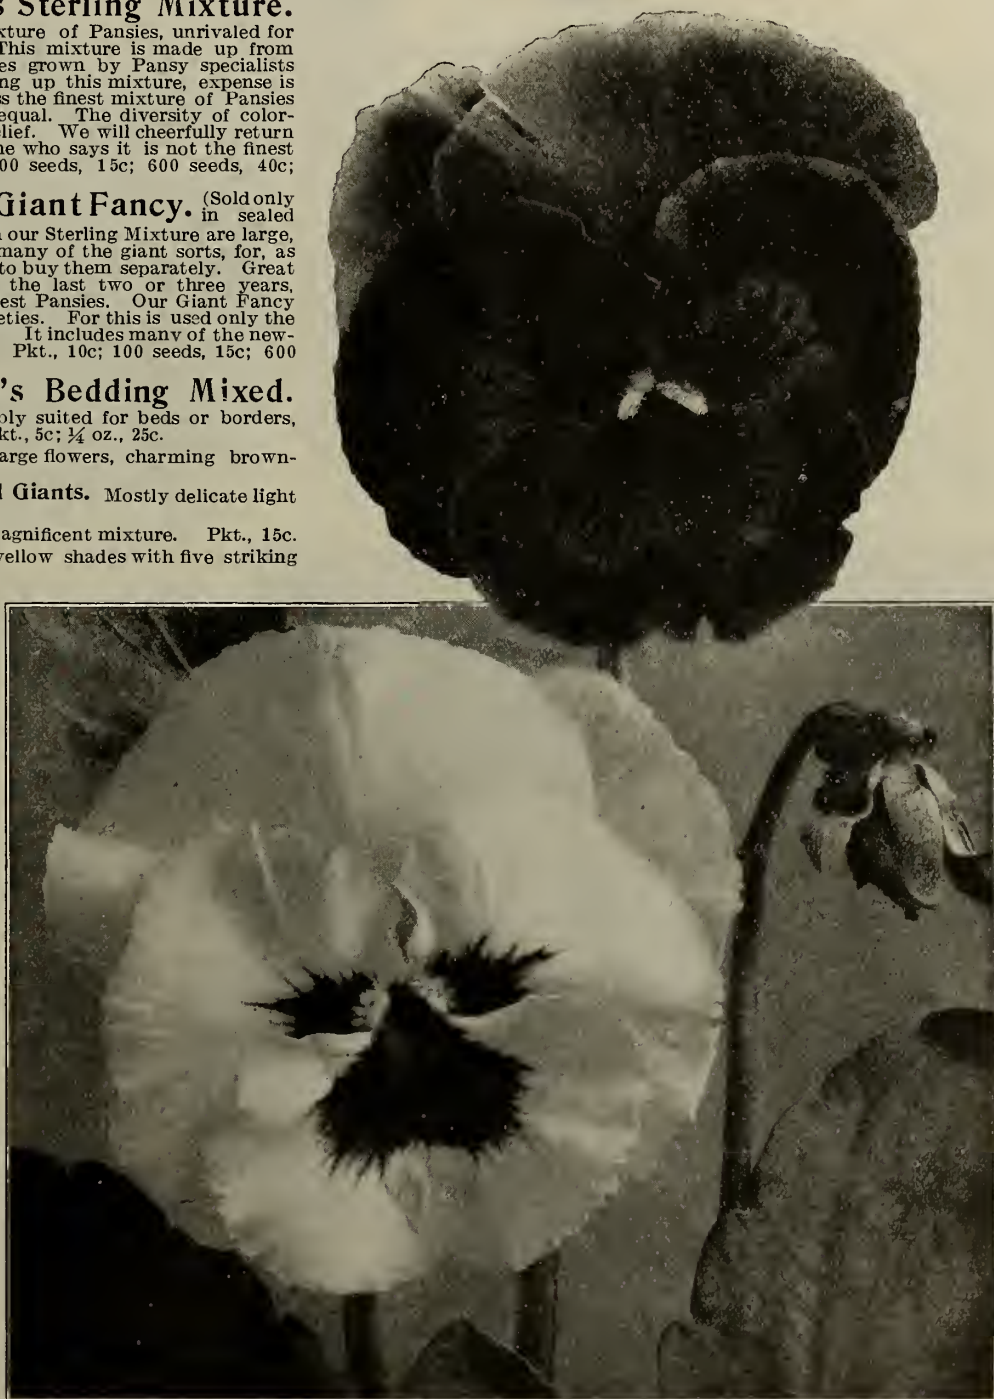 s Sterling Mixture.
xture of Pansies, unrivaled for
This mixture is made up from
es grown by Pansy specialists
ng up this mixture, expense is
s the finest mixture of Pansies
equal. The diversity of color-
lief. We will cheerfully return
ne who says it is not the finest
00 seeds, 15c; 600 seeds, 40c;
Giant Fancy. (Sold only
in sealed
our Sterling Mixture are large,
many of the giant sorts, for, as
to buy them separately. Great
the last two or three years,
est Pansies. Our Giant Fancy
eties. For this is used only the
It includes many of the new-
Pkt., 10c; 100 seeds, 15c; 600
's Bedding Mixed.
bly suited for beds or borders,
kt., 5c; ¼ oz., 25c.
arge flowers, charming brown-
l Giants. Mostly delicate light
agnificent mixture. Pkt., 15c.
yellow shades with five striking